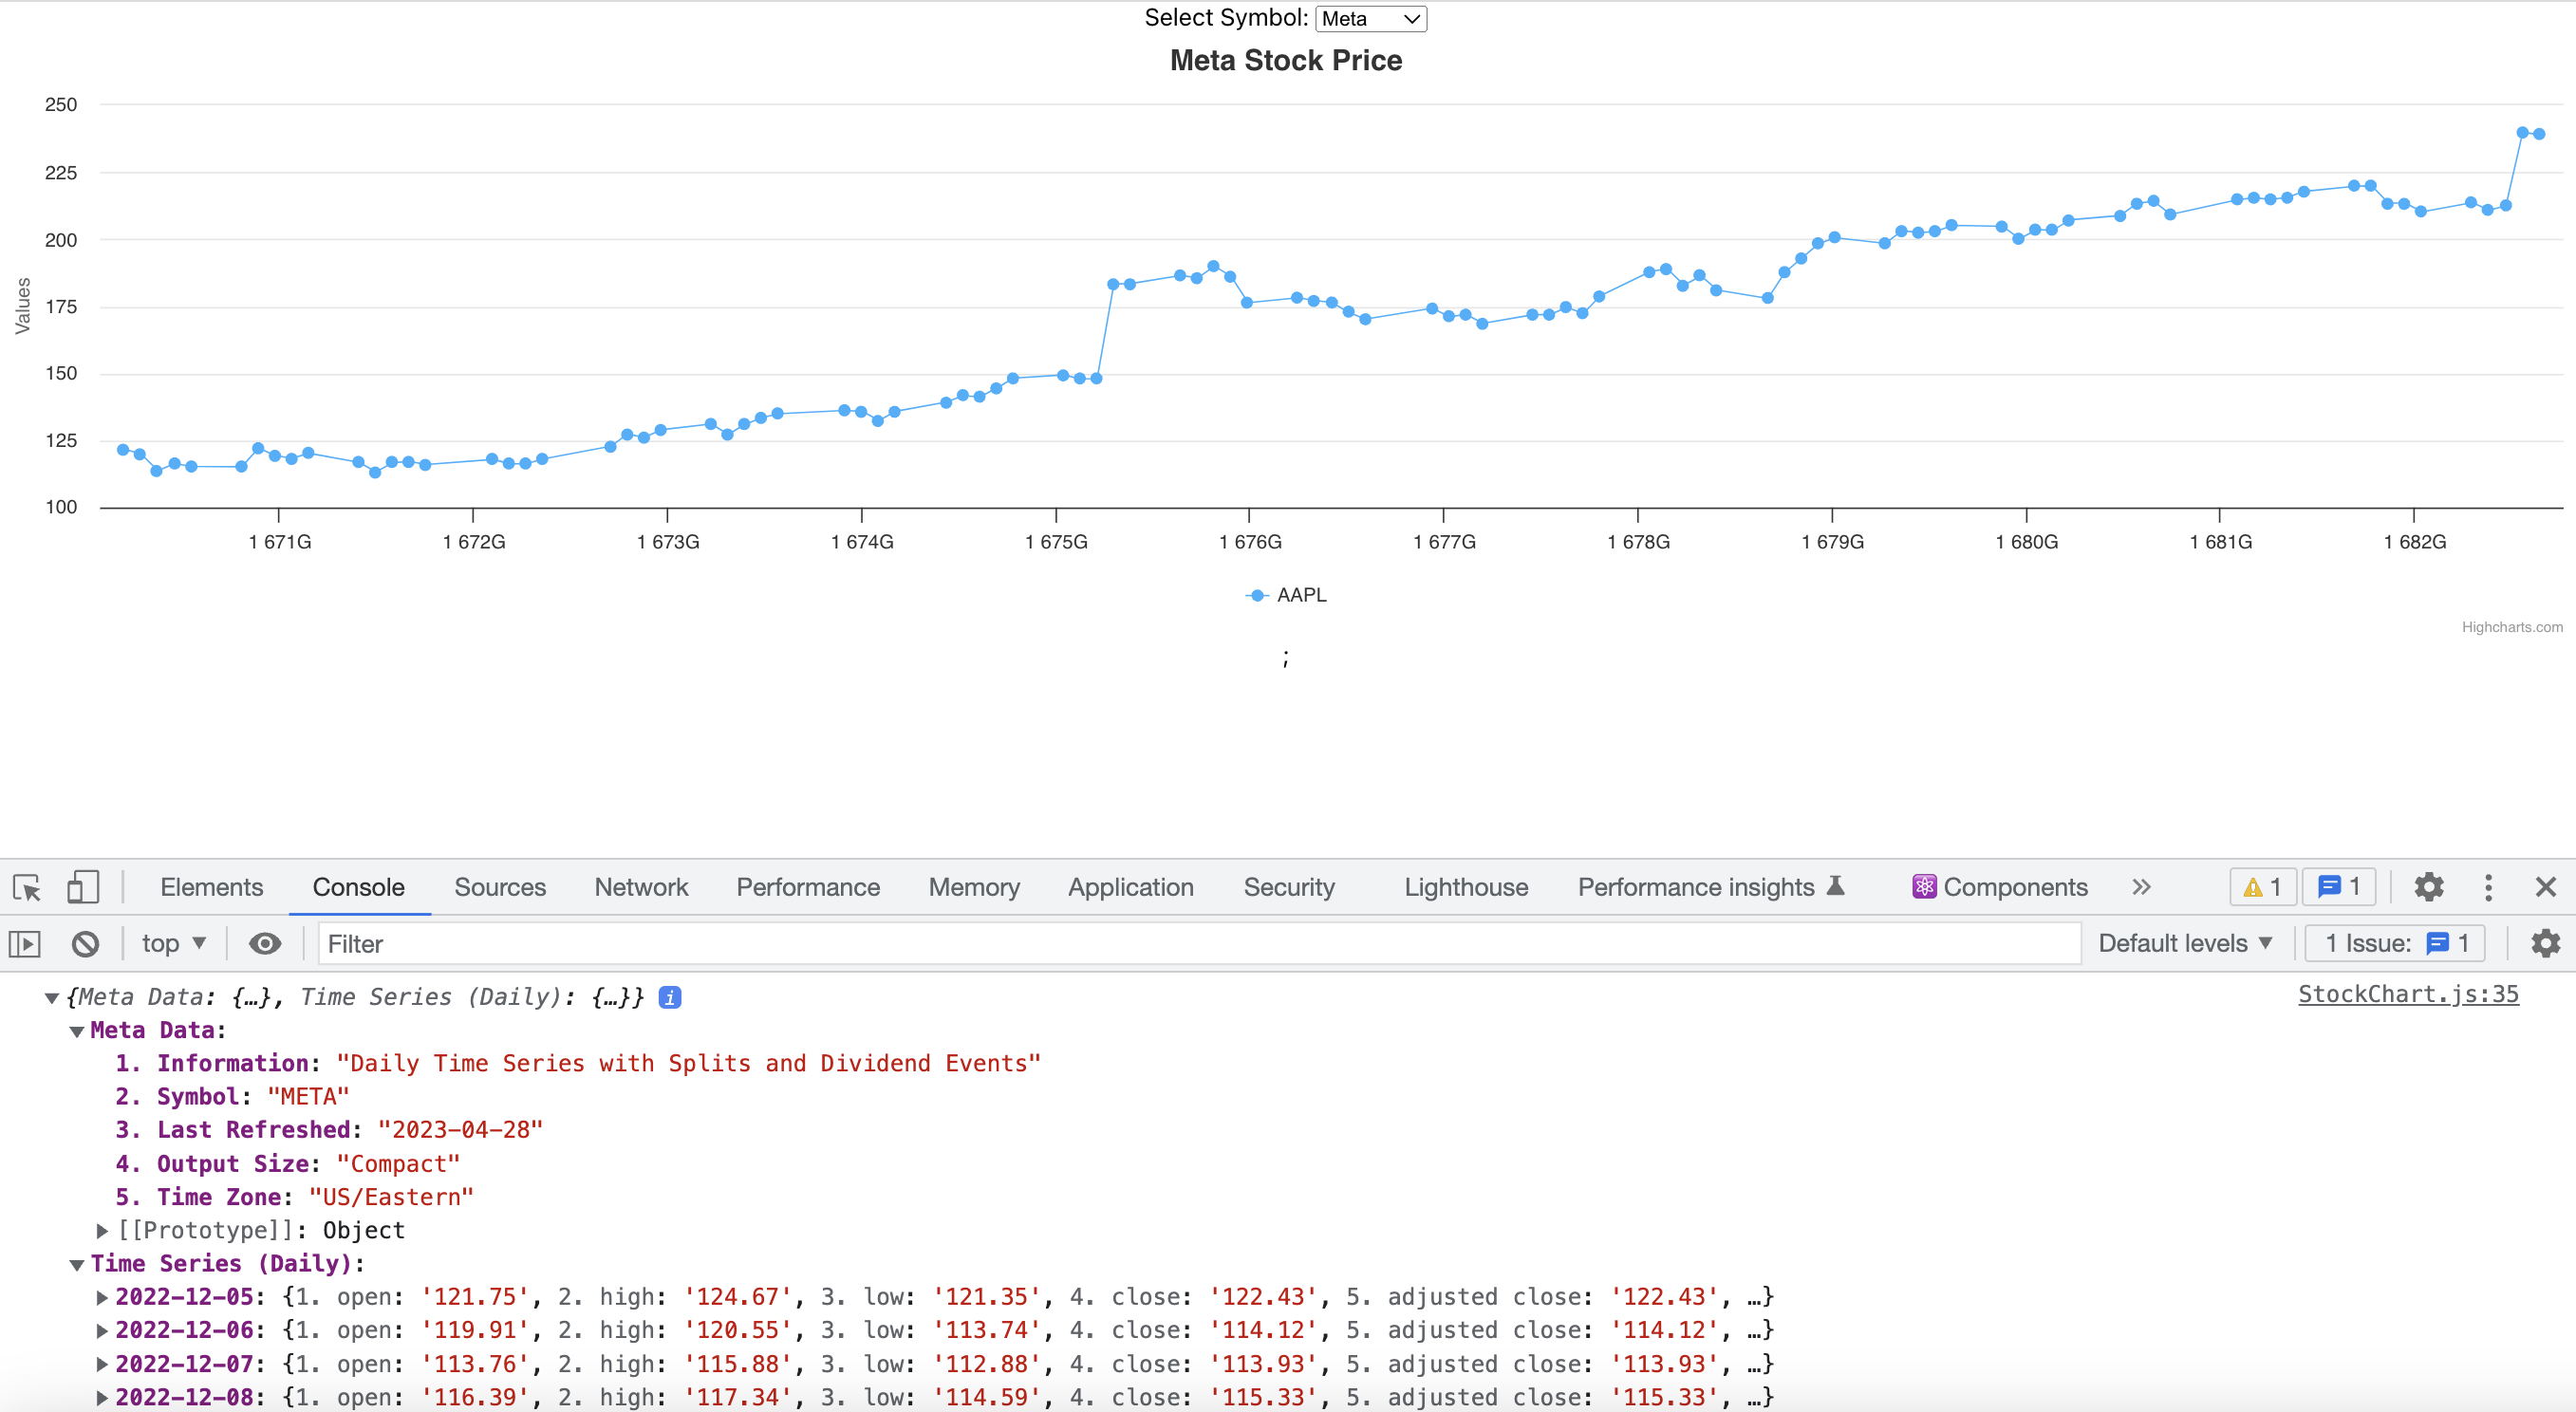 Select Symbol: Meta
Meta Stock Price
250
225
200
175
150
125
100
Values
1 671G 1 672G 1 673G 1 674G 1 675G 1 676G 1 677G 1 678G 1 679G 1 680G 1 681G 1 682G
AAPL
Highcharts.com
;
Elements Console Sources Network Performance Memory Application Security Lighthouse Performance insights Components » 1 1
top Filter Default levels 1 Issue: 1
{Meta Data: {…}, Time Series (Daily): {…}} i StockChart.js:35
Meta Data:
1. Information: "Daily Time Series with Splits and Dividend Events"
2. Symbol: "META"
3. Last Refreshed: "2023-04-28"
4. Output Size: "Compact"
5. Time Zone: "US/Eastern"
[[Prototype]]: Object
Time Series (Daily):
2022-12-05: {1. open: '121.75', 2. high: '124.67', 3. low: '121.35', 4. close: '122.43', 5. adjusted close: '122.43', …}
2022-12-06: {1. open: '119.91', 2. high: '120.55', 3. low: '113.74', 4. close: '114.12', 5. adjusted close: '114.12', …}
2022-12-07: {1. open: '113.76', 2. high: '115.88', 3. low: '112.88', 4. close: '113.93', 5. adjusted close: '113.93', …}
2022-12-08: {1. open: '116.39', 2. high: '117.34', 3. low: '114.59', 4. close: '115.33', 5. adjusted close: '115.33', …}